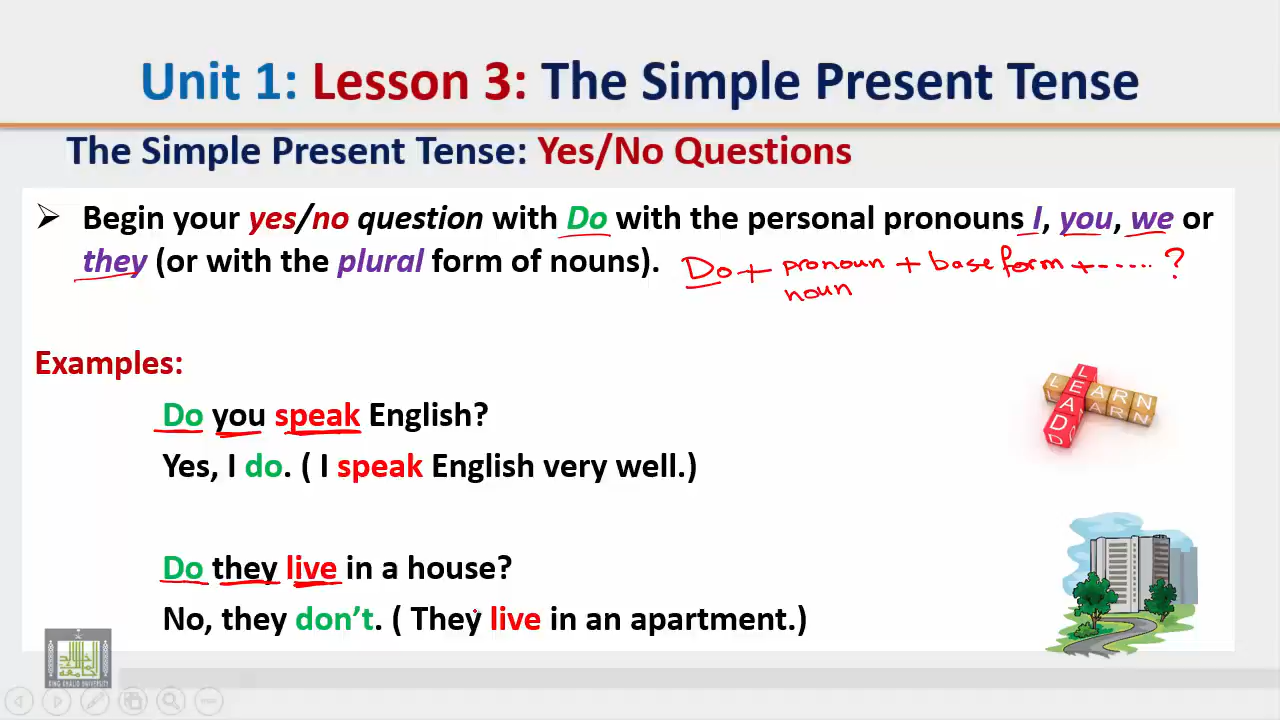 Unit 1: Lesson 3: The Simple Present Tense
The Simple Present Tense: Yes/No Questions
➢ Begin your yes/no question with Do with the personal pronouns I, you, we or
they (or with the plural form of nouns). Do + pronoun + base form + ...... ?
noun
Examples:
Do you speak English?
Yes, I do. ( I speak English very well.)
Do they live in a house?
No, they don't. ( They live in an apartment.)
LEARN
LEAD
KING KHALID UNIVERSITY